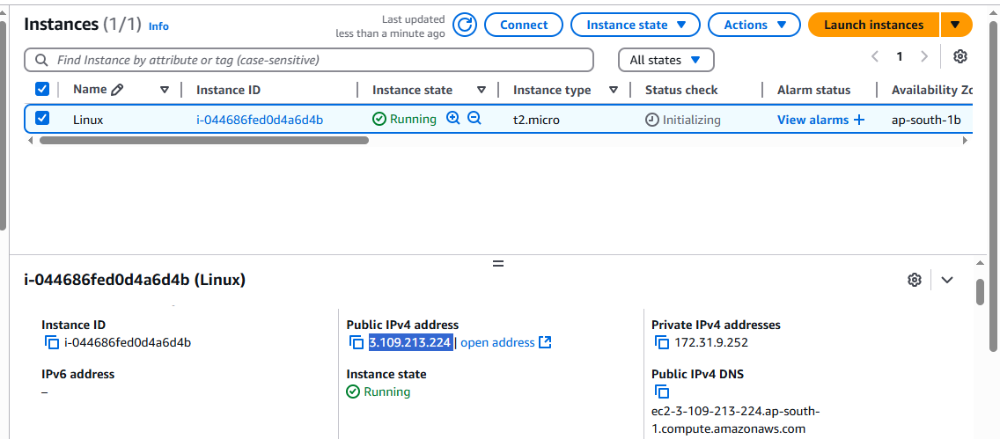 Instances (1/1) Info
Last updated
less than a minute ago
Connect
Instance state
Actions
Launch instances
Find Instance by attribute or tag (case-sensitive)
All states
1
Name Instance ID Instance state Instance type Status check Alarm status Availability Zo
Linux i-044686fed0d4a6d4b Running t2.micro Initializing View alarms + ap-south-1b
i-044686fed0d4a6d4b (Linux)
Instance ID Public IPv4 address Private IPv4 addresses
i-044686fed0d4a6d4b 3.109.213.224 | open address 172.31.9.252
IPv6 address Instance state Public IPv4 DNS
– Running
ec2-3-109-213-224.ap-south-
1.compute.amazonaws.com